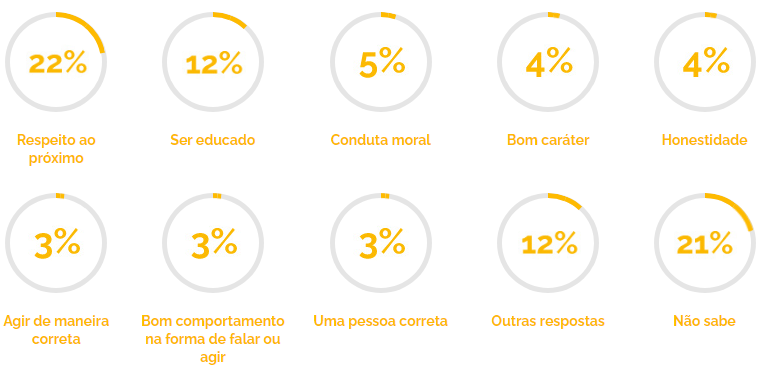 22%
12%
5%
4%
4%
Respeito ao
próximo
Ser educado
Conduta moral
Bom caráter
Honestidade
3%
3%
3%
12%
21%
Agir de maneira
correta
Bom comportamento
na forma de falar ou
agir
Uma pessoa correta
Outras respostas
Não sabe